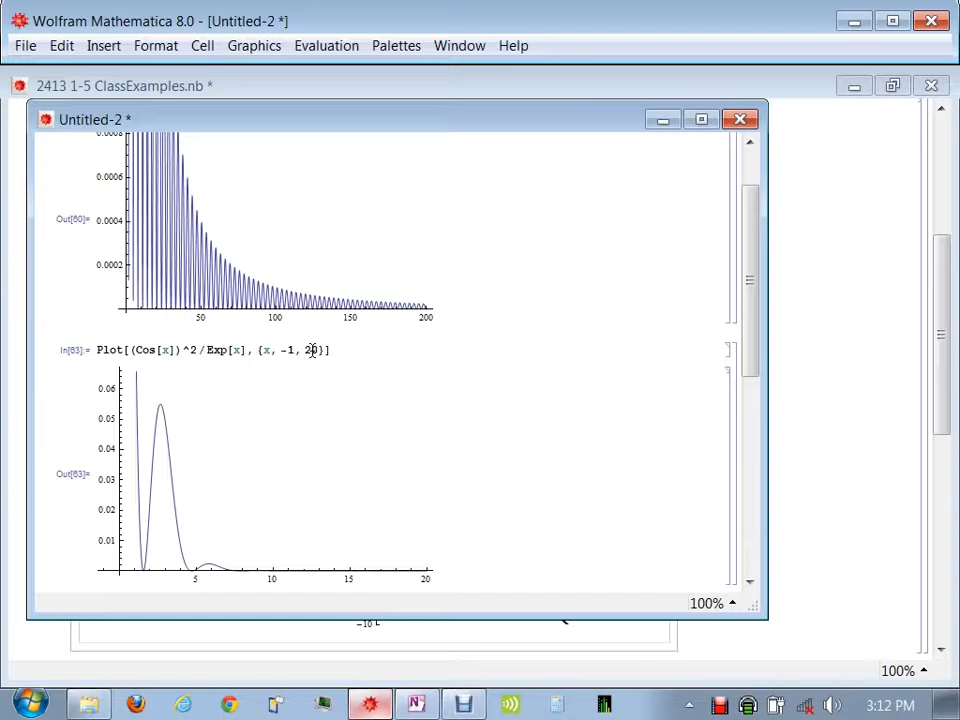 Wolfram Mathematica 8.0 - [Untitled-2 *]
File Edit Insert Format Cell Graphics Evaluation Palettes Window Help
2413 1-5 ClassExamples.nb *
Untitled-2 *
0.0008
0.0006
Out[60]= 0.0004
0.0002
50 100 150 200
In[63]:= Plot[(Cos[x])^2/Exp[x], {x, -1, 20}]
0.06
0.05
0.04
Out[63]= 0.03
0.02
0.01
5 10 15 20
100%
-10
100%
3:12 PM